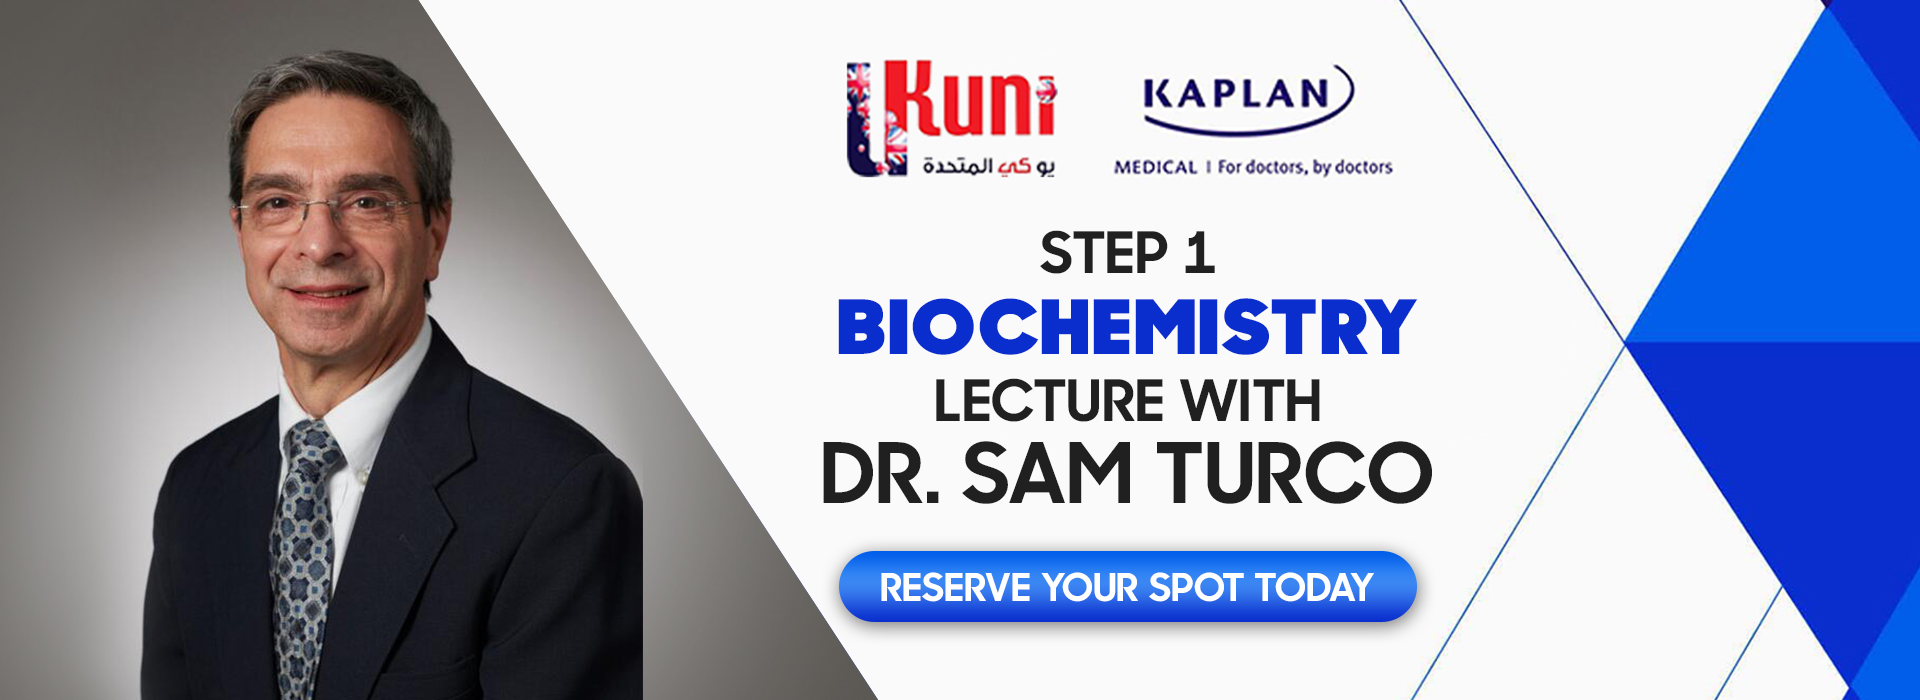 UKuni
يو كي المتحدة
KAPLAN
MEDICAL | For doctors, by doctors
STEP 1
BIOCHEMISTRY
LECTURE WITH
DR. SAM TURCO
RESERVE YOUR SPOT TODAY